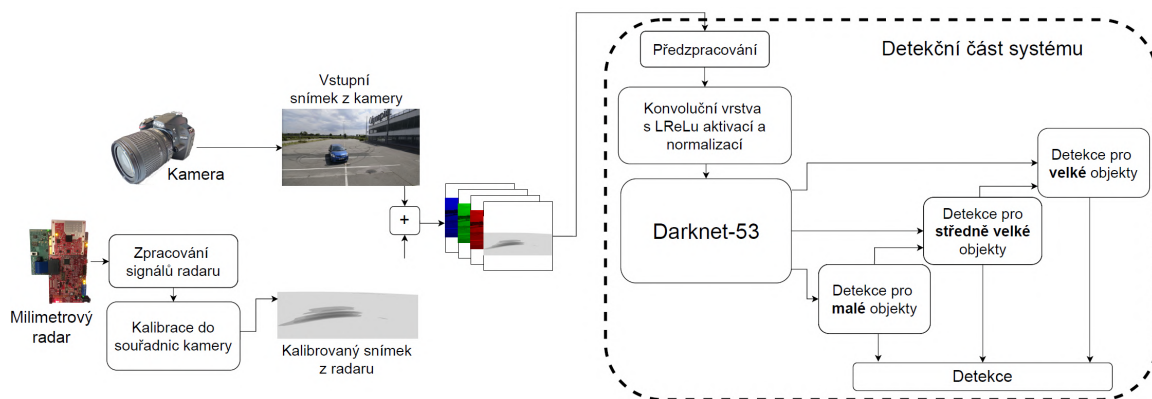 Předzpracování
Detekční část systému
Vstupní
snímek z kamery
Konvoluční vrstva
s LReLu aktivací a
normalizací
Kamera
Detekce pro
velké objekty
+
Darknet-53
Detekce pro
středně velké
objekty
Zpracování
signálů radaru
Milimetrový
radar
Kalibrace do
souřadnic kamery
Kalibrovaný snímek
z radaru
Detekce pro
malé objekty
Detekce